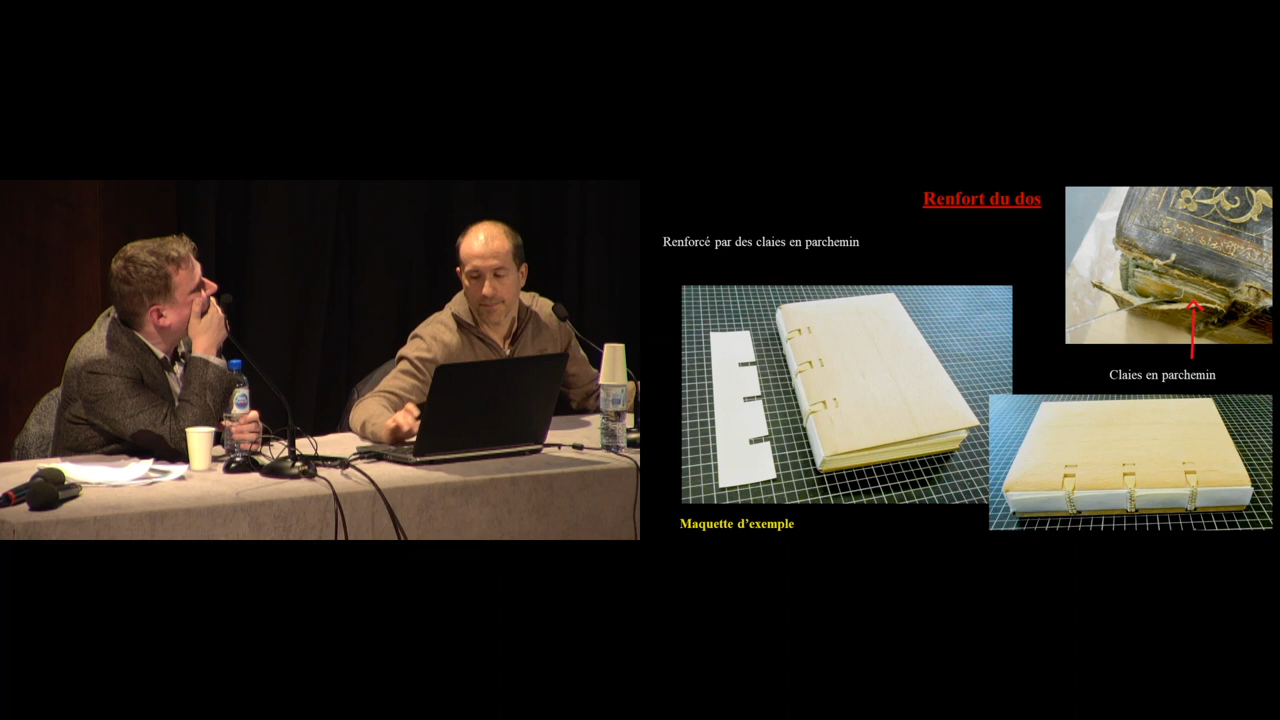 Renfort du dos
Renforcé par des claies en parchemin
Claies en parchemin
Maquette d’exemple